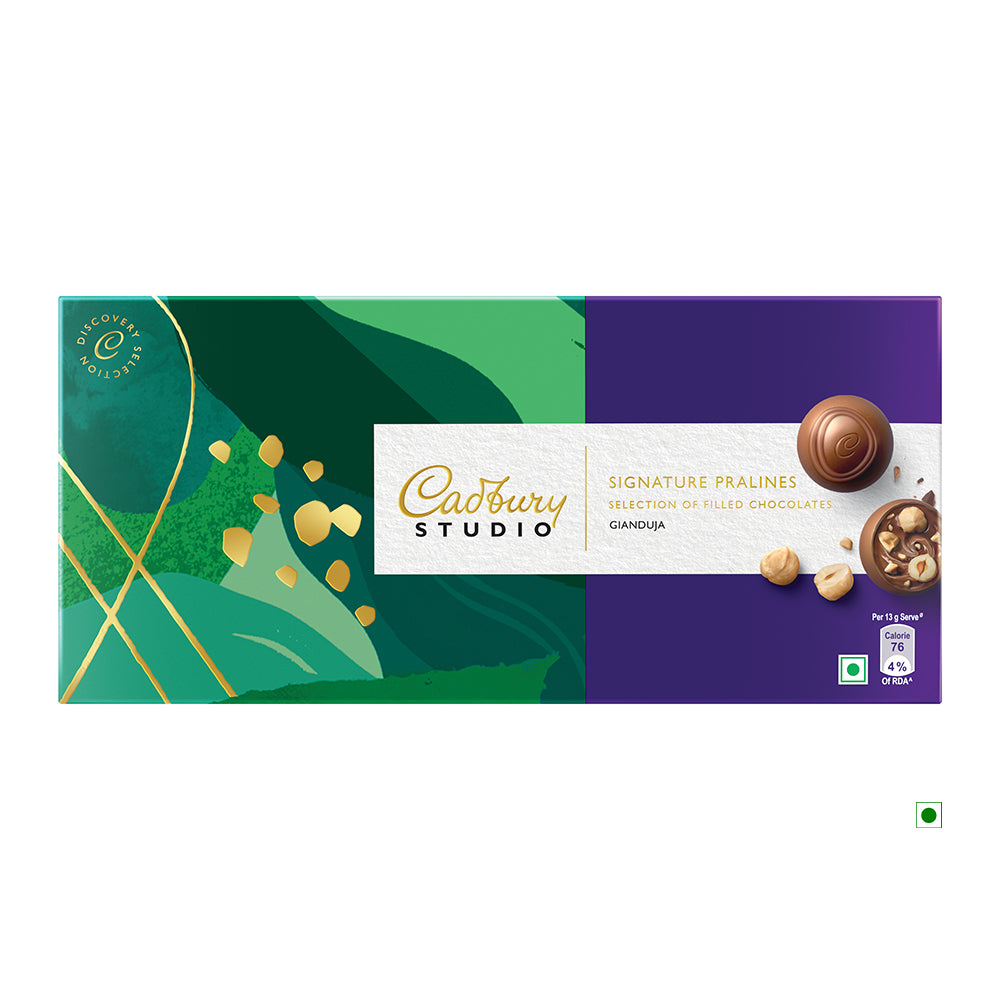 DISCOVERY SELECTION
C
Cadbury
STUDIO
SIGNATURE PRALINES
SELECTION OF FILLED CHOCOLATES
GIANDUJA
C
Per 13 g Serve#
Calorie
76
4 %
Of RDA^